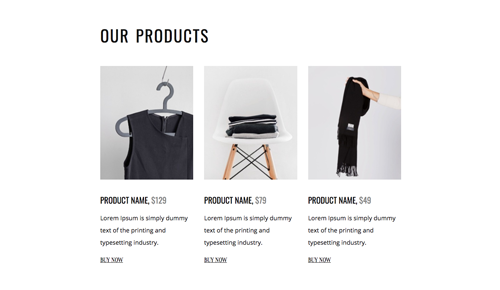 OUR PRODUCTS
PRODUCT NAME, $129
Lorem Ipsum is simply dummy
text of the printing and
typesetting industry.
BUY NOW
PRODUCT NAME, $79
Lorem Ipsum is simply dummy
text of the printing and
typesetting industry.
BUY NOW
PRODUCT NAME, $49
Lorem Ipsum is simply dummy
text of the printing and
typesetting industry.
BUY NOW